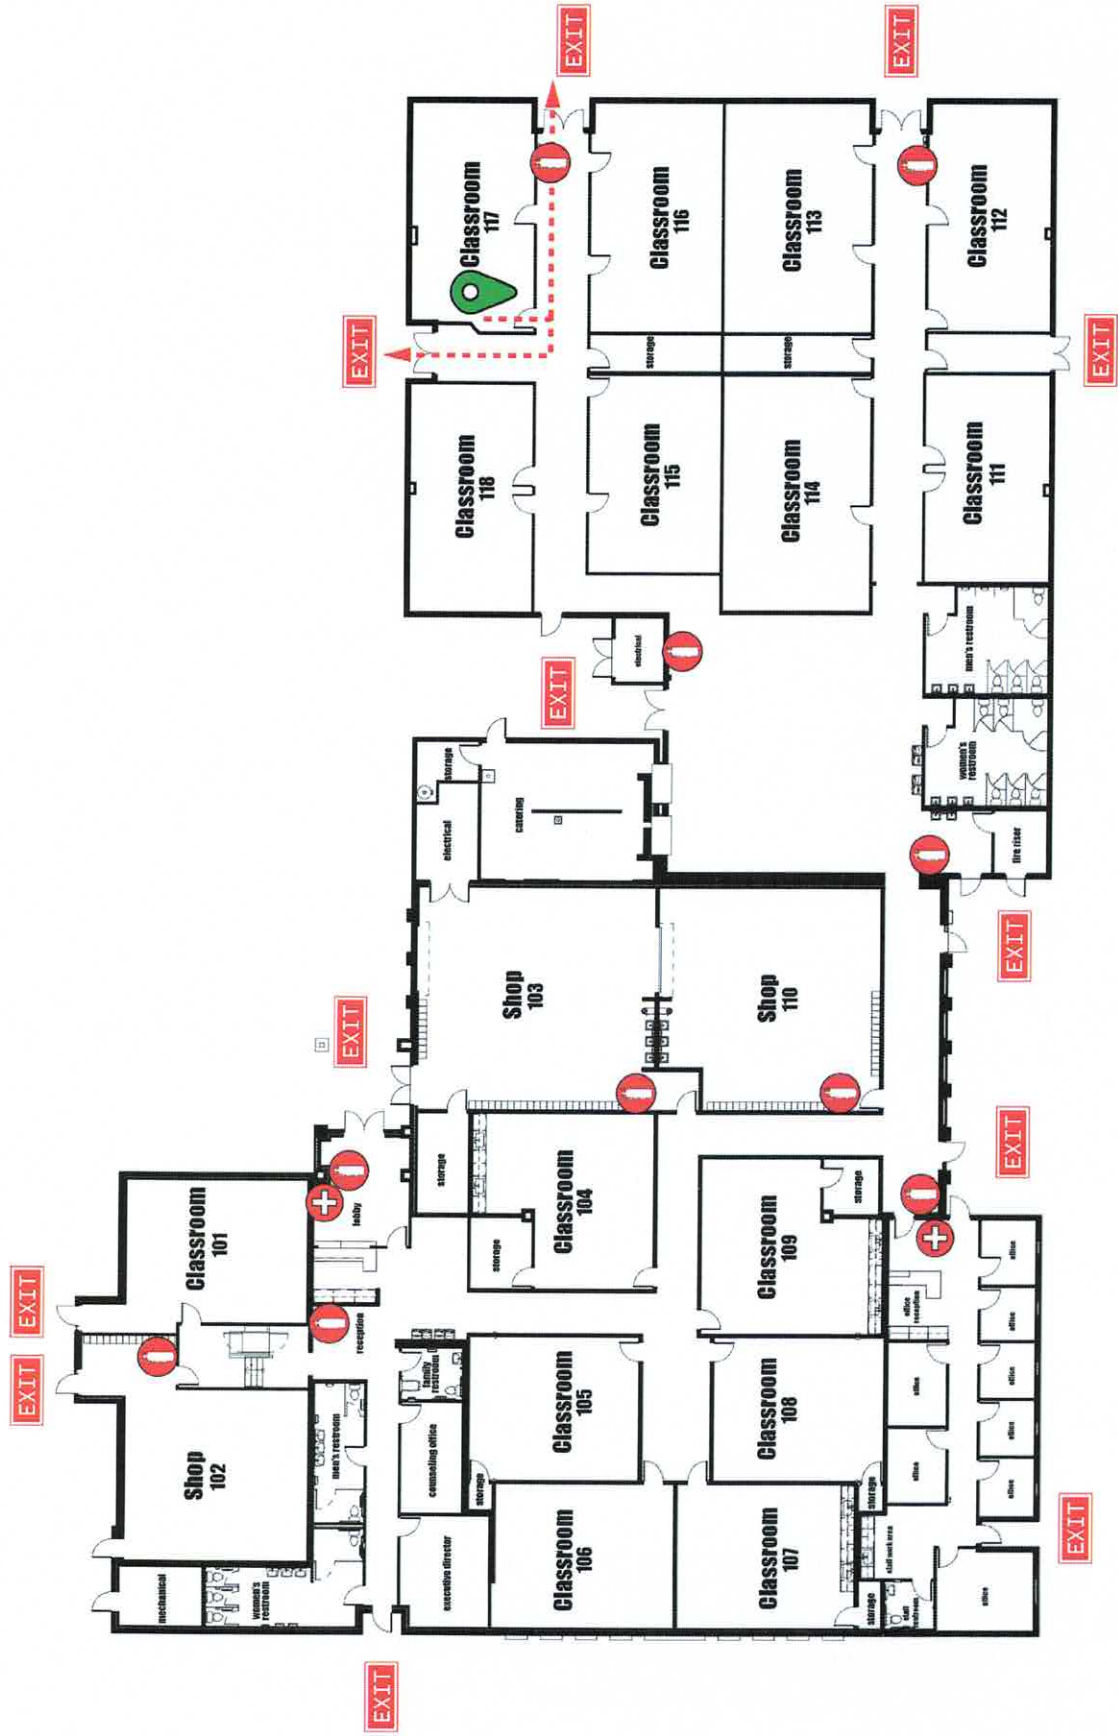 EXIT
EXIT
Classroom
117
Classroom
116
Classroom
113
Classroom
112
EXIT
EXIT
storage
storage
Classroom
118
Classroom
115
Classroom
114
Classroom
111
electrical
men's restroom
EXIT
storage
women's
restroom
catering
electrical
fire riser
EXIT
Shop
103
Shop
110
EXIT
EXIT
lobby
storage
Classroom
104
storage
Classroom
101
storage
Classroom
109
office
EXIT
office
reception
office
reception
EXIT
family
restroom
Classroom
105
Classroom
108
office
office
office
Shop
102
men's restroom
counseling office
storage
storage
office
office
mechanical
women's
restroom
executive director
Classroom
106
Classroom
107
staff work area
EXIT
storage
staff
restroom
office
EXIT